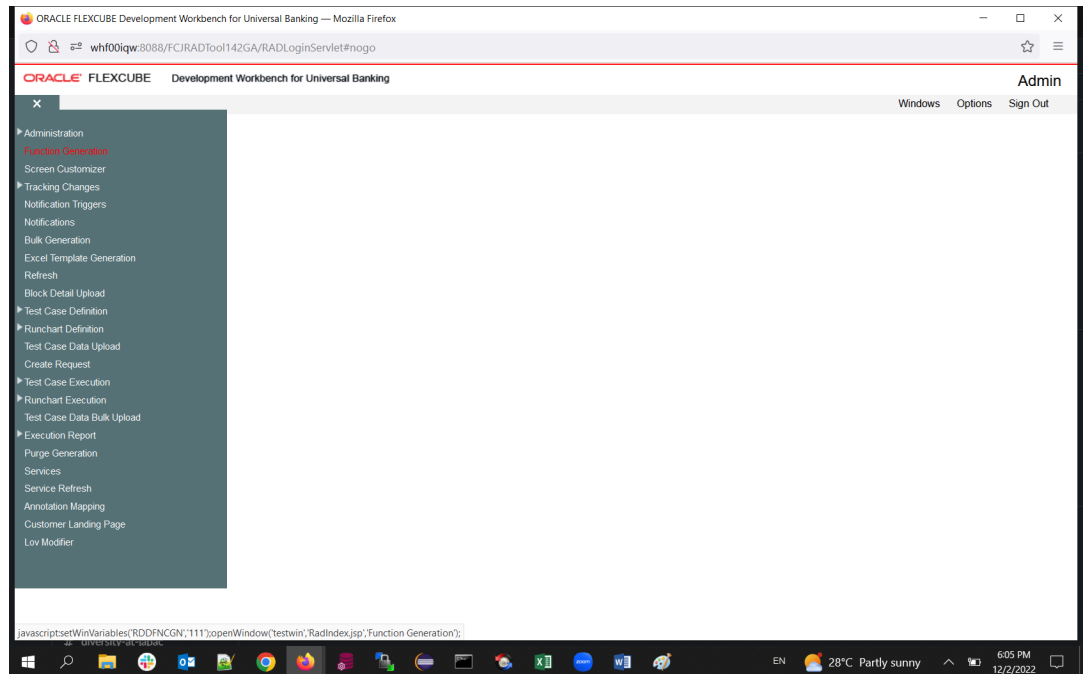 ORACLE FLEXCUBE Development Workbench for Universal Banking — Mozilla Firefox
whf00iqw:8088/FCJRADTool142GA/RADLoginServlet#nogo
ORACLE' FLEXCUBE Development Workbench for Universal Banking
Admin
Windows Options Sign Out
Administration
Function Generation
Screen Customizer
Tracking Changes
Notification Triggers
Notifications
Bulk Generation
Excel Template Generation
Refresh
Block Detail Upload
Test Case Definition
Runchart Definition
Test Case Data Upload
Create Request
Test Case Execution
Runchart Execution
Test Case Data Bulk Upload
Execution Report
Purge Generation
Services
Service Refresh
Annotation Mapping
Customer Landing Page
Lov Modifier
javascript:setWinVariables('RDDFNCGN','111');openWindow('testwin','RadIndex.jsp','Function Generation');
# diversity-at-japac
EN 28°C Partly sunny 6:05 PM
12/2/2022